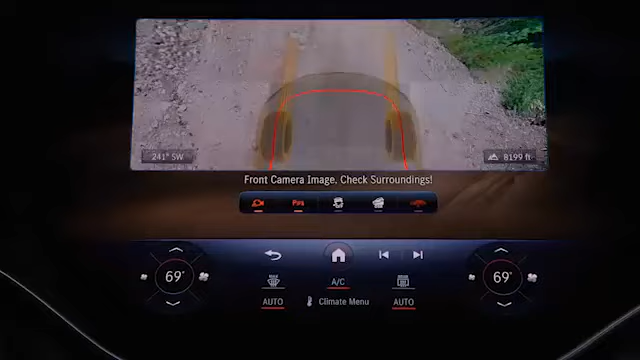 241° SW
8199 ft
Front Camera Image. Check Surroundings!
69°
A/C
69°
AUTO
Climate Menu
AUTO